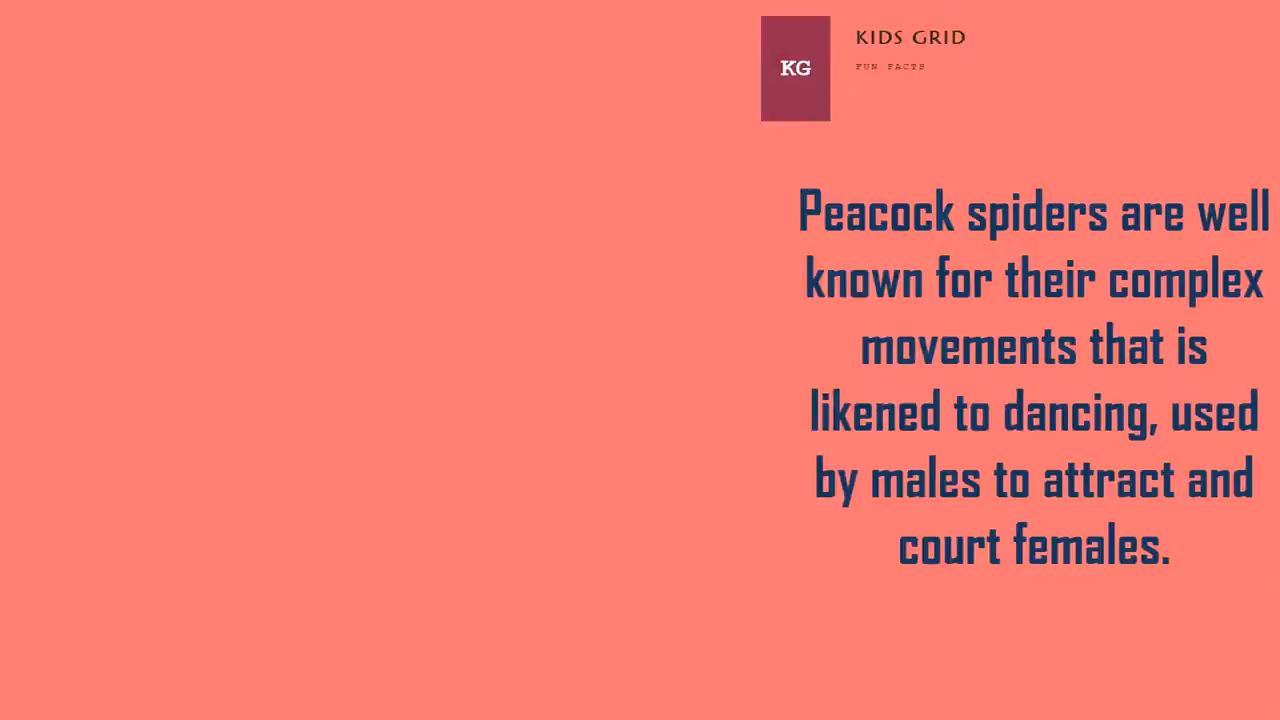 KG
KIDS GRID
FUN FACTS
Peacock spiders are well
known for their complex
movements that is
likened to dancing, used
by males to attract and
court females.